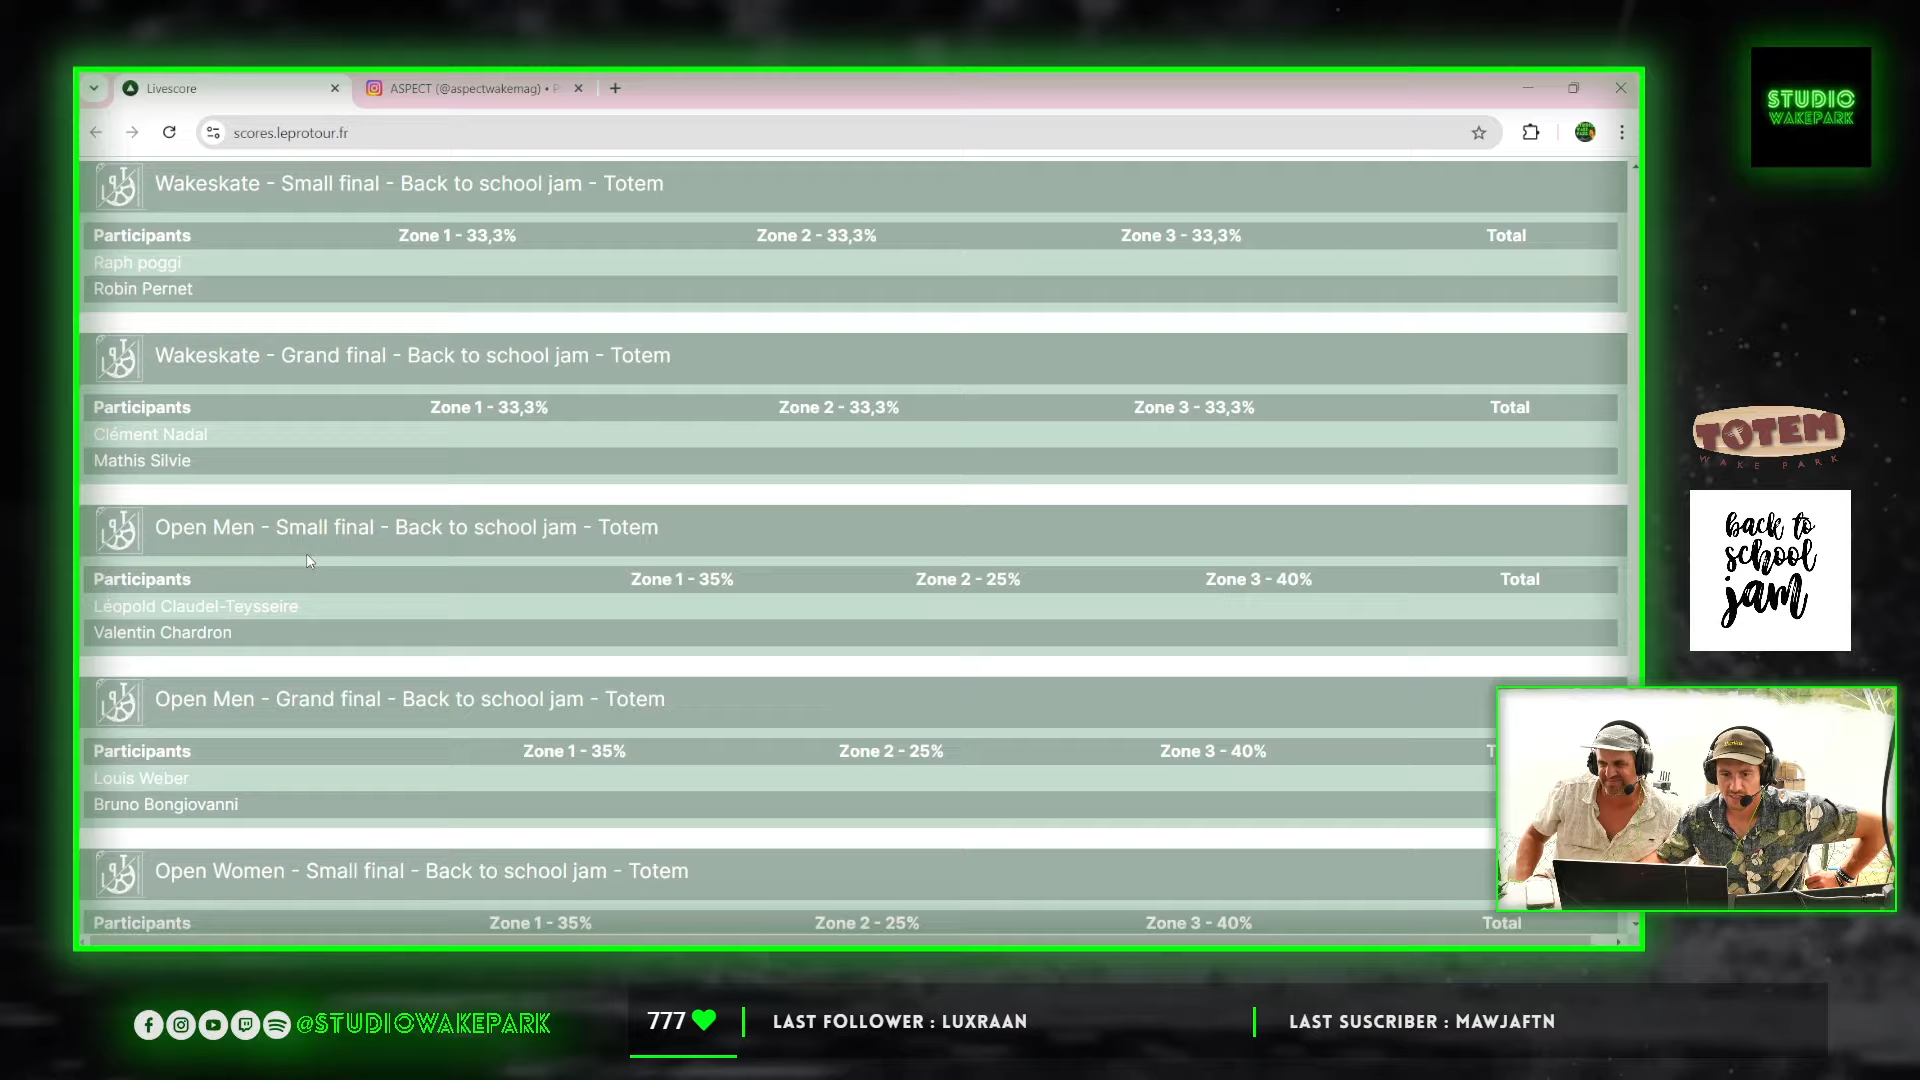 Livescore
ASPECT (@aspectwakemag) •
scores.leprotour.fr
STUDIO
WAKEPARK
Wakeskate - Small final - Back to school jam - Totem
Participants Zone 1 - 33,3% Zone 2 - 33,3% Zone 3 - 33,3% Total
Raph poggi
Robin Pernet
Wakeskate - Grand final - Back to school jam - Totem
Participants Zone 1 - 33,3% Zone 2 - 33,3% Zone 3 - 33,3% Total
Clément Nadal
Mathis Silvie
Open Men - Small final - Back to school jam - Totem
Participants Zone 1 - 35% Zone 2 - 25% Zone 3 - 40% Total
Léopold Claudel-Teysseire
Valentin Chardron
Open Men - Grand final - Back to school jam - Totem
Participants Zone 1 - 35% Zone 2 - 25% Zone 3 - 40%
Louis Weber
Bruno Bongiovanni
Open Women - Small final - Back to school jam - Totem
Participants Zone 1 - 35% Zone 2 - 25% Zone 3 - 40% Total
TOTEM
WAKE PARK
back to
school
jam
@STUDIOWAKEPARK
777
LAST FOLLOWER : LUXRAAN
LAST SUSCRIBER : MAWJAFTN